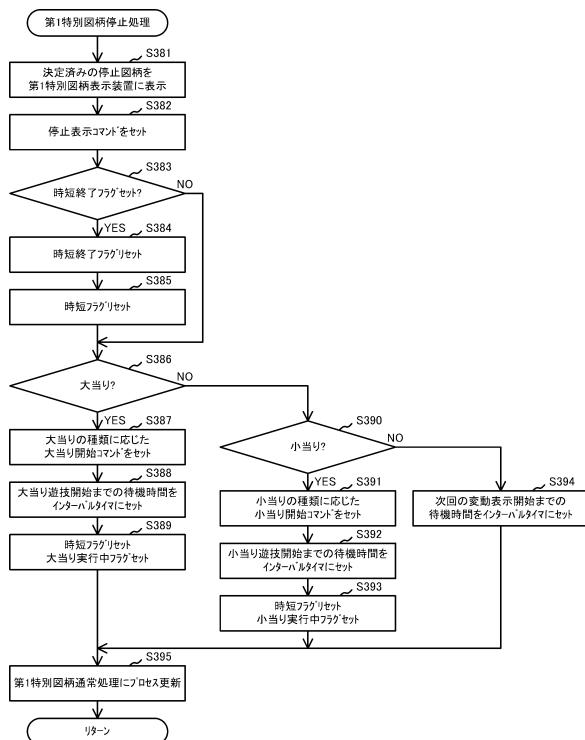 第1特別図柄停止処理
S381
決定済みの停止図柄を
第1特別図柄表示装置に表示
S382
停止表示コマンドをセット
S383
時短終了フラグセット?
NO
YES
S384
時短終了フラグリセット
S385
時短フラグリセット
S386
大当り?
NO
YES
S387
大当りの種類に応じた
大当り開始コマンドをセット
S388
大当り遊技開始までの待機時間を
インターバルタイマにセット
S389
時短フラグリセット
大当り実行中フラグセット
S390
小当り?
NO
YES
S391
小当りの種類に応じた
小当り開始コマンドをセット
S392
小当り遊技開始までの待機時間を
インターバルタイマにセット
S393
時短フラグリセット
小当り実行中フラグセット
S394
次回の変動表示開始までの
待機時間をインターバルタイマにセット
S395
第1特別図柄通常処理にプロセス更新
リターン